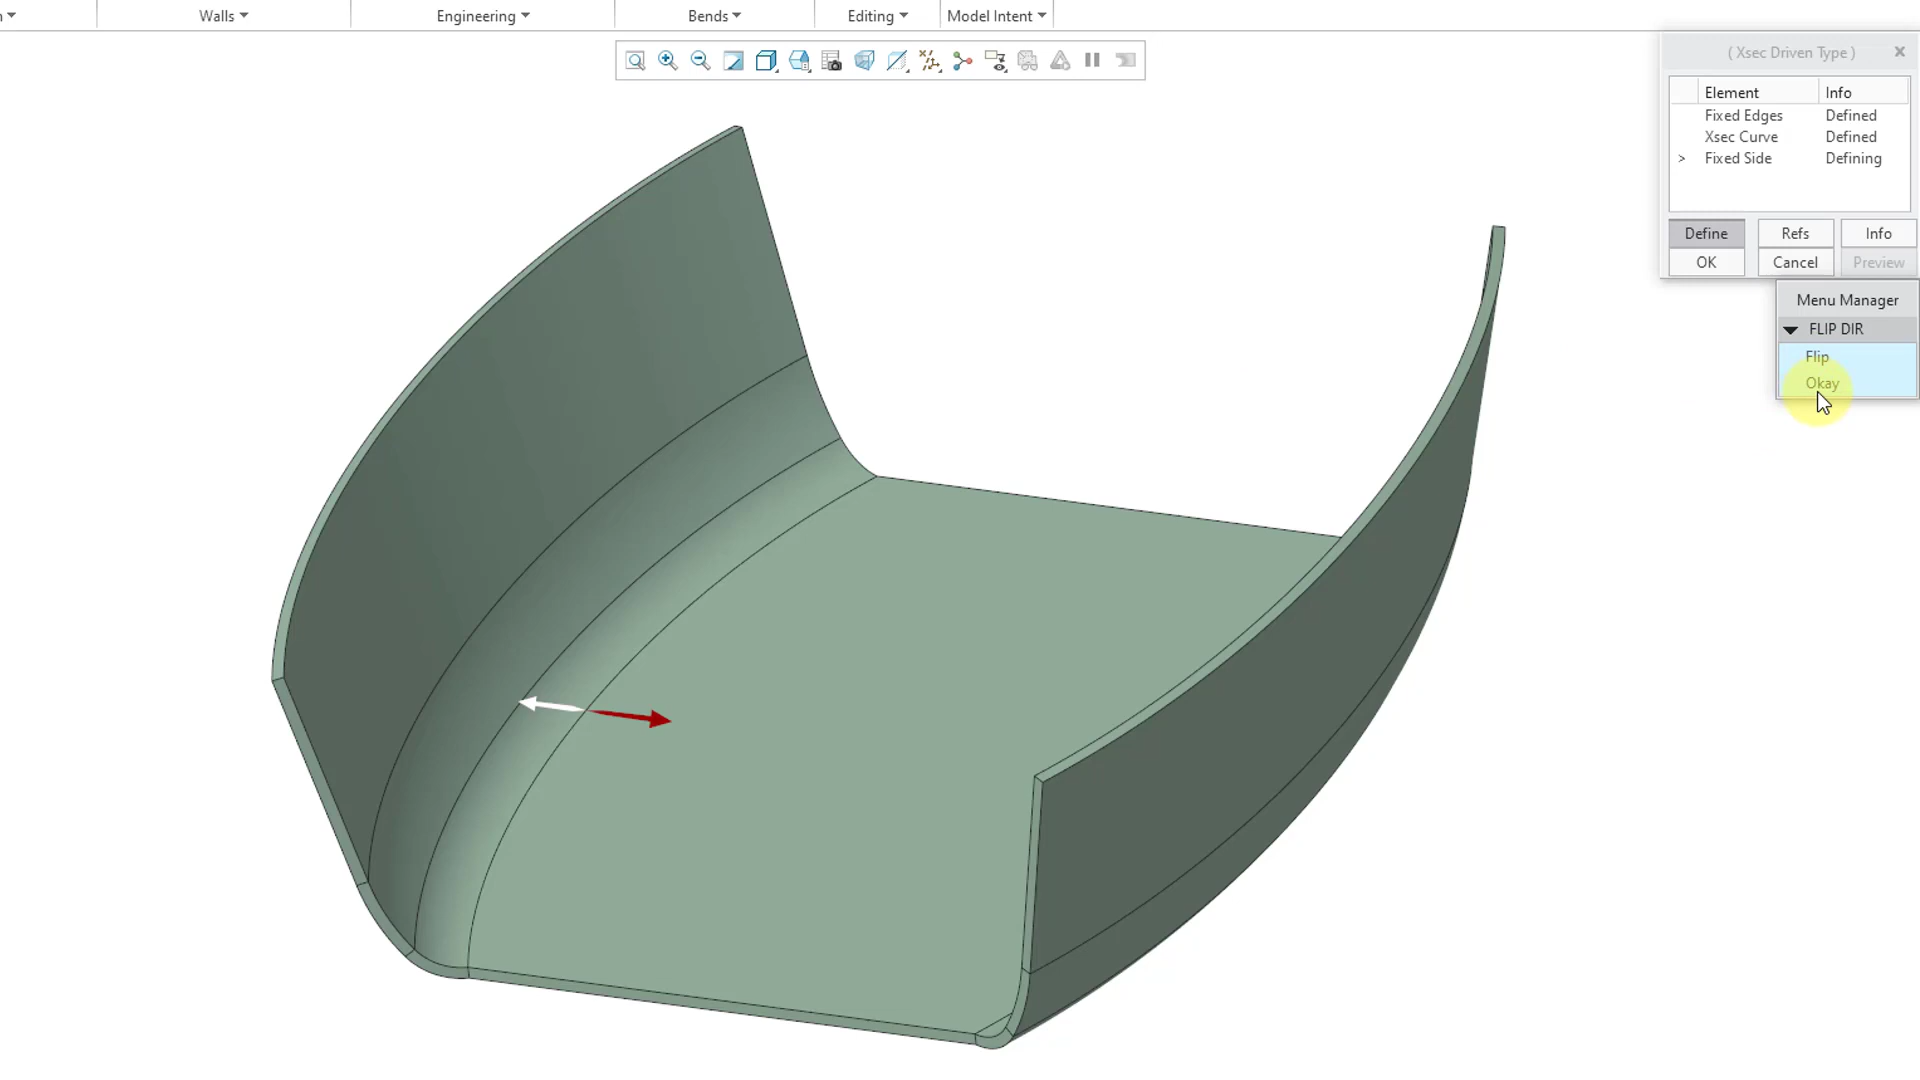 Walls
Engineering
Bends
Editing
Model Intent
( Xsec Driven Type )
Element Info
Fixed Edges Defined
Xsec Curve Defined
> Fixed Side Defining
Define Refs Info
OK Cancel Preview
Menu Manager
FLIP DIR
Flip
Okay